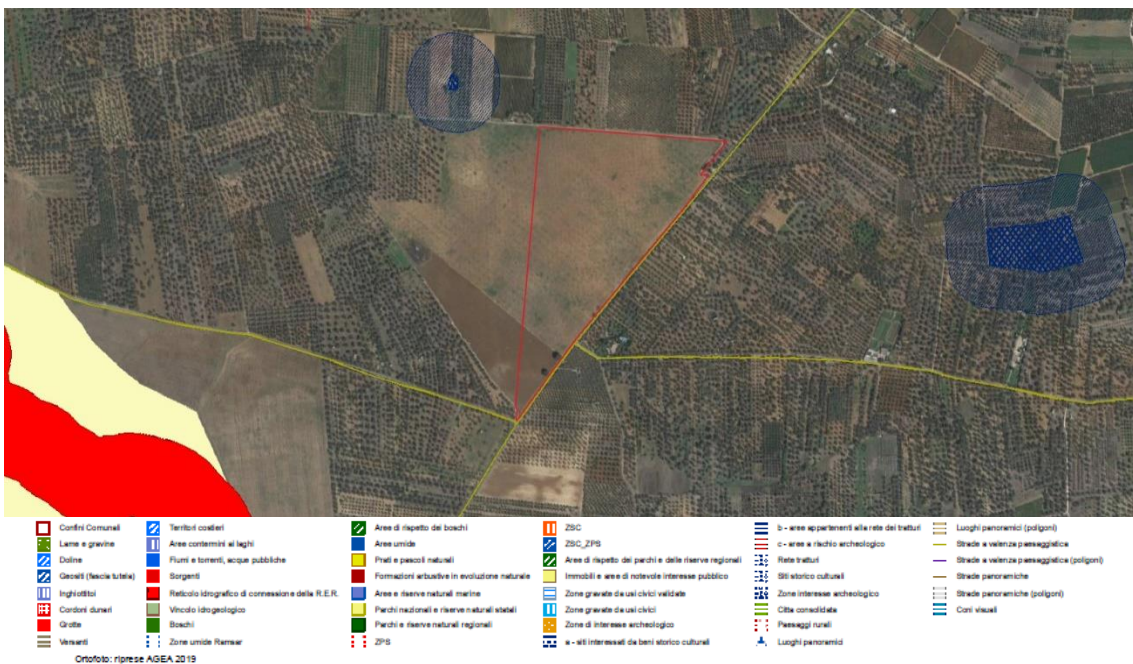 Confini Comunali
Lame e gravine
Doline
Geositi (fascia tutela)
Inghiottitoi
Cordoni dunari
Grotte
Versanti
Territori costieri
Aree contermini ai laghi
Fiumi e torrenti, acque pubbliche
Sorgenti
Reticolo idrografico di connessione della R.E.R.
Vincolo idrogeologico
Boschi
Zone umide Ramsar
Aree di rispetto dei boschi
Aree umide
Prati e pascoli naturali
Formazioni arbustive in evoluzione naturale
Aree e riserve naturali marine
Parchi nazionali e riserve naturali statali
Parchi e riserve naturali regionali
ZPS
ZSC
ZSC_ZPS
Aree di rispetto dei parchi e delle riserve regionali
Immobili e aree di notevole interesse pubblico
Zone gravate da usi civici validate
Zone gravate da usi civici
Zone di interesse archeologico
a - siti interessati da beni storico culturali
b - aree appartenenti alla rete dei tratturi
c - aree a rischio archeologico
Rete tratturi
Siti storico culturali
Zone interesse archeologico
Citta consolidata
Paesaggi rurali
Luoghi panoramici
Luoghi panoramici (poligoni)
Strade a valenza paesaggistica
Strade a valenza paesaggistica (poligoni)
Strade panoramiche
Strade panoramiche (poligoni)
Coni visuali
Ortofoto: riprese AGEA 2019